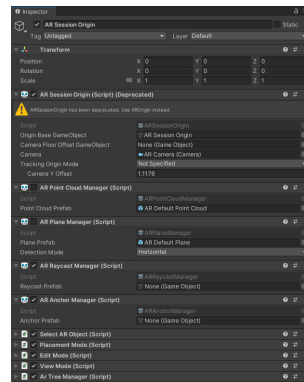 Inspector
AR Session Origin
Static
Tag Untagged Layer Default
Transform
Position X 0 Y 0 Z 0
Rotation X 0 Y 0 Z 0
Scale X 1 Y 1 Z 1
AR Session Origin (Script) (Deprecated)
ARSessionOrigin has been deprecated. Use XROrigin instead.
Script ARSessionOrigin
Origin Base GameObject AR Session Origin
Camera Floor Offset GameObject None (Game Object)
Camera AR Camera (Camera)
Tracking Origin Mode Not Specified
Camera Y Offset 1.1176
AR Point Cloud Manager (Script)
Script ARPointCloudManager
Point Cloud Prefab AR Default Point Cloud
AR Plane Manager (Script)
Script ARPlaneManager
Plane Prefab AR Default Plane
Detection Mode Horizontal
AR Raycast Manager (Script)
Script ARRaycastManager
Raycast Prefab None (Game Object)
AR Anchor Manager (Script)
Script ARAnchorManager
Anchor Prefab None (Game Object)
Select AR Object (Script)
Placement Mode (Script)
Edit Mode (Script)
View Mode (Script)
Ar Tree Manager (Script)